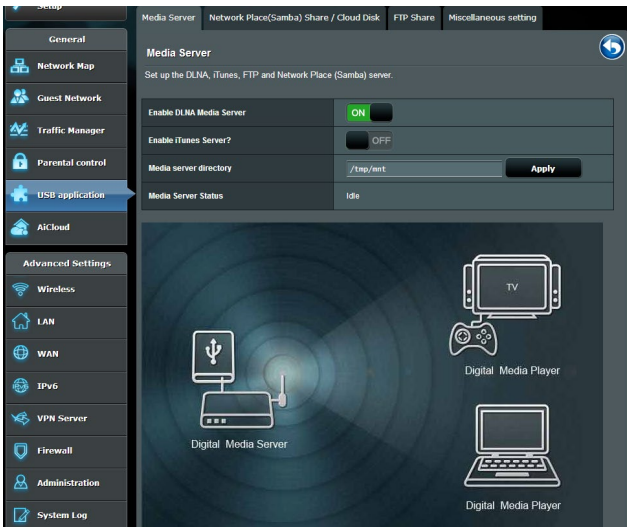 Setup
General
Network Map
Guest Network
Traffic Manager
Parental control
USB application
AiCloud
Advanced Settings
Wireless
LAN
WAN
IPv6
VPN Server
Firewall
Administration
System Log
Media Server Network Place(Samba) Share / Cloud Disk FTP Share Miscellaneous setting
Media Server
Set up the DLNA, iTunes, FTP and Network Place (Samba) server.
Enable DLNA Media Server ON
Enable iTunes Server? OFF
Media server directory /tmp/mnt Apply
Media Server Status Idle
TV
Digital Media Player
Digital Media Server
Digital Media Player